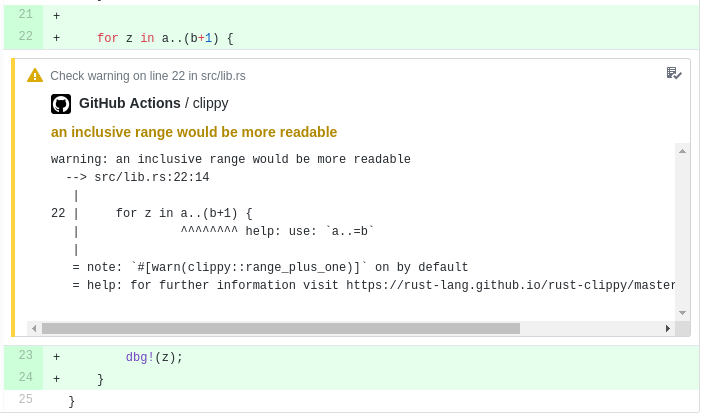 21 +
22 + for z in a..(b+1) {
Check warning on line 22 in src/lib.rs
GitHub Actions / clippy
an inclusive range would be more readable
warning: an inclusive range would be more readable
--> src/lib.rs:22:14
|
22 | for z in a..(b+1) {
| ^^^^^^^^ help: use: `a..=b`
|
= note: `#[warn(clippy::range_plus_one)]` on by default
= help: for further information visit https://rust-lang.github.io/rust-clippy/master
23 + dbg!(z);
24 + }
25 }